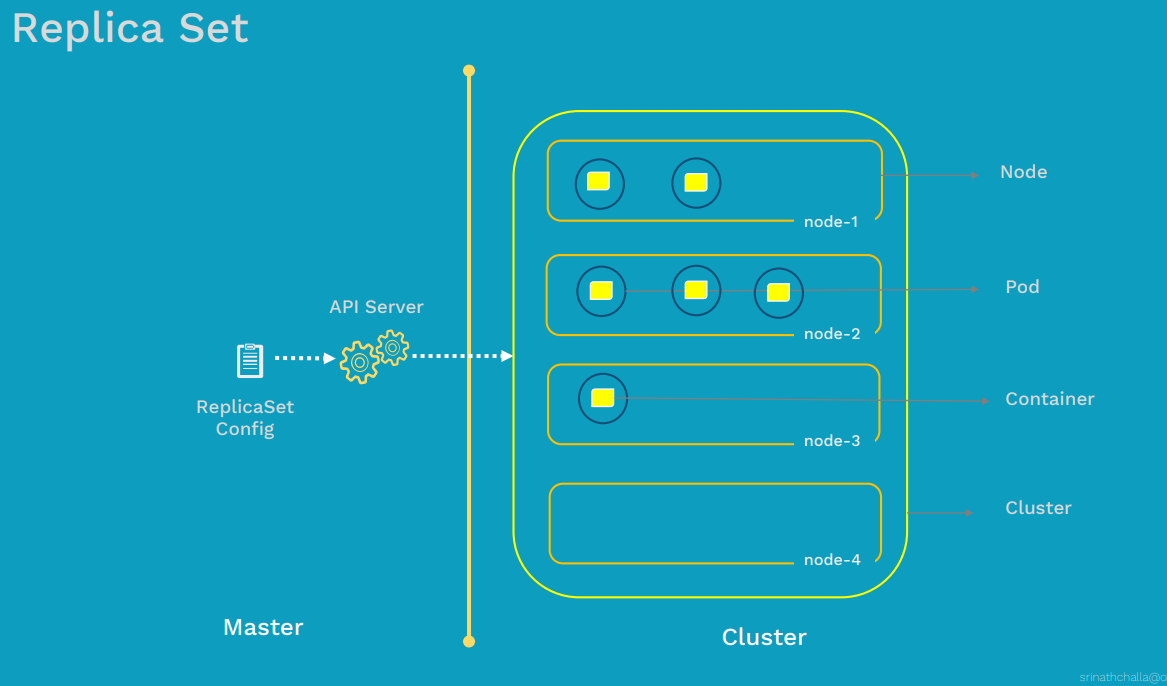 Replica Set
Node
node-1
Pod
API Server
node-2
ReplicaSet
Config
Container
node-3
Cluster
node-4
Master
Cluster
srinathchalla@